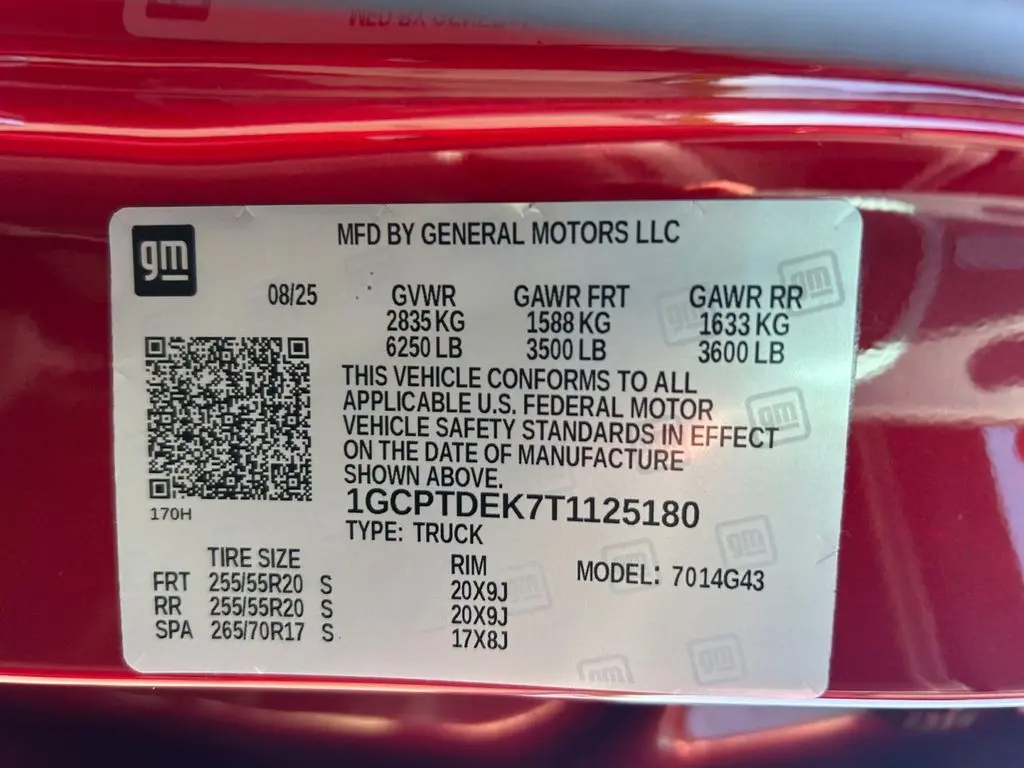 gm
MFD BY GENERAL MOTORS LLC
08/25
GVWR GAWR FRT GAWR RR
2835 KG 1588 KG 1633 KG
6250 LB 3500 LB 3600 LB
THIS VEHICLE CONFORMS TO ALL
APPLICABLE U.S. FEDERAL MOTOR
VEHICLE SAFETY STANDARDS IN EFFECT
ON THE DATE OF MANUFACTURE
SHOWN ABOVE.
170H
1GCPTDEK7T1125180
TYPE: TRUCK
TIRE SIZE RIM MODEL: 7014G43
FRT 255/55R20 S 20X9J
RR 255/55R20 S 20X9J
SPA 265/70R17 S 17X8J